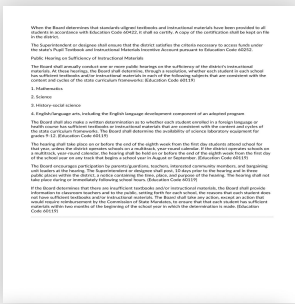 When the Board determines that standards-aligned textbooks and instructional materials have been provided to all
students in accordance with Education Code 60422, it shall so certify. A copy of the certification shall be kept on file
in the district.
The Superintendent or designee shall ensure that the district satisfies the criteria necessary to access funds under
the state's Pupil Textbook and Instructional Materials Incentive Account pursuant to Education Code 60252.
Public Hearing on Sufficiency of Instructional Materials
The Board shall annually conduct one or more public hearings on the sufficiency of the district's instructional
materials. At these hearings, the Board shall determine, through a resolution, whether each student in each school
has sufficient textbooks and/or instructional materials in each of the following subjects that are consistent with the
content and cycles of the state curriculum frameworks: (Education Code 60119)
1. Mathematics
2. Science
3. History-social science
4. English/language arts, including the English language development component of an adopted program
The Board shall also make a written determination as to whether each student enrolled in a foreign language or
health course has sufficient textbooks or instructional materials that are consistent with the content and cycles of
the state curriculum frameworks. The Board shall determine the availability of science laboratory equipment for
grades 9-12. (Education Code 60119)
The hearing shall take place on or before the end of the eighth week from the first day students attend school for
that year, unless the district operates schools on a multitrack, year-round calendar. If the district operates schools on
a multitrack, year-round calendar, the hearing shall be held on or before the end of the eighth week from the first day
of the school year on any track that begins a school year in August or September. (Education Code 60119)
The Board encourages participation by parents/guardians, teachers, interested community members, and bargaining
unit leaders at the hearing. The Superintendent or designee shall post, 10 days prior to the hearing and in three
public places within the district, a notice containing the time, place, and purpose of the hearing. The hearing shall not
take place during or immediately following school hours. (Education Code 60119)
If the Board determines that there are insufficient textbooks and/or instructional materials, the Board shall provide
information to classroom teachers and to the public, setting forth for each school, the reasons that each student does
not have sufficient textbooks and/or instructional materials. The Board shall take any action, except an action that
would require reimbursement by the Commission of State Mandates, to ensure that each student has sufficient
materials within two months of the beginning of the school year in which the determination is made. (Education
Code 60119)